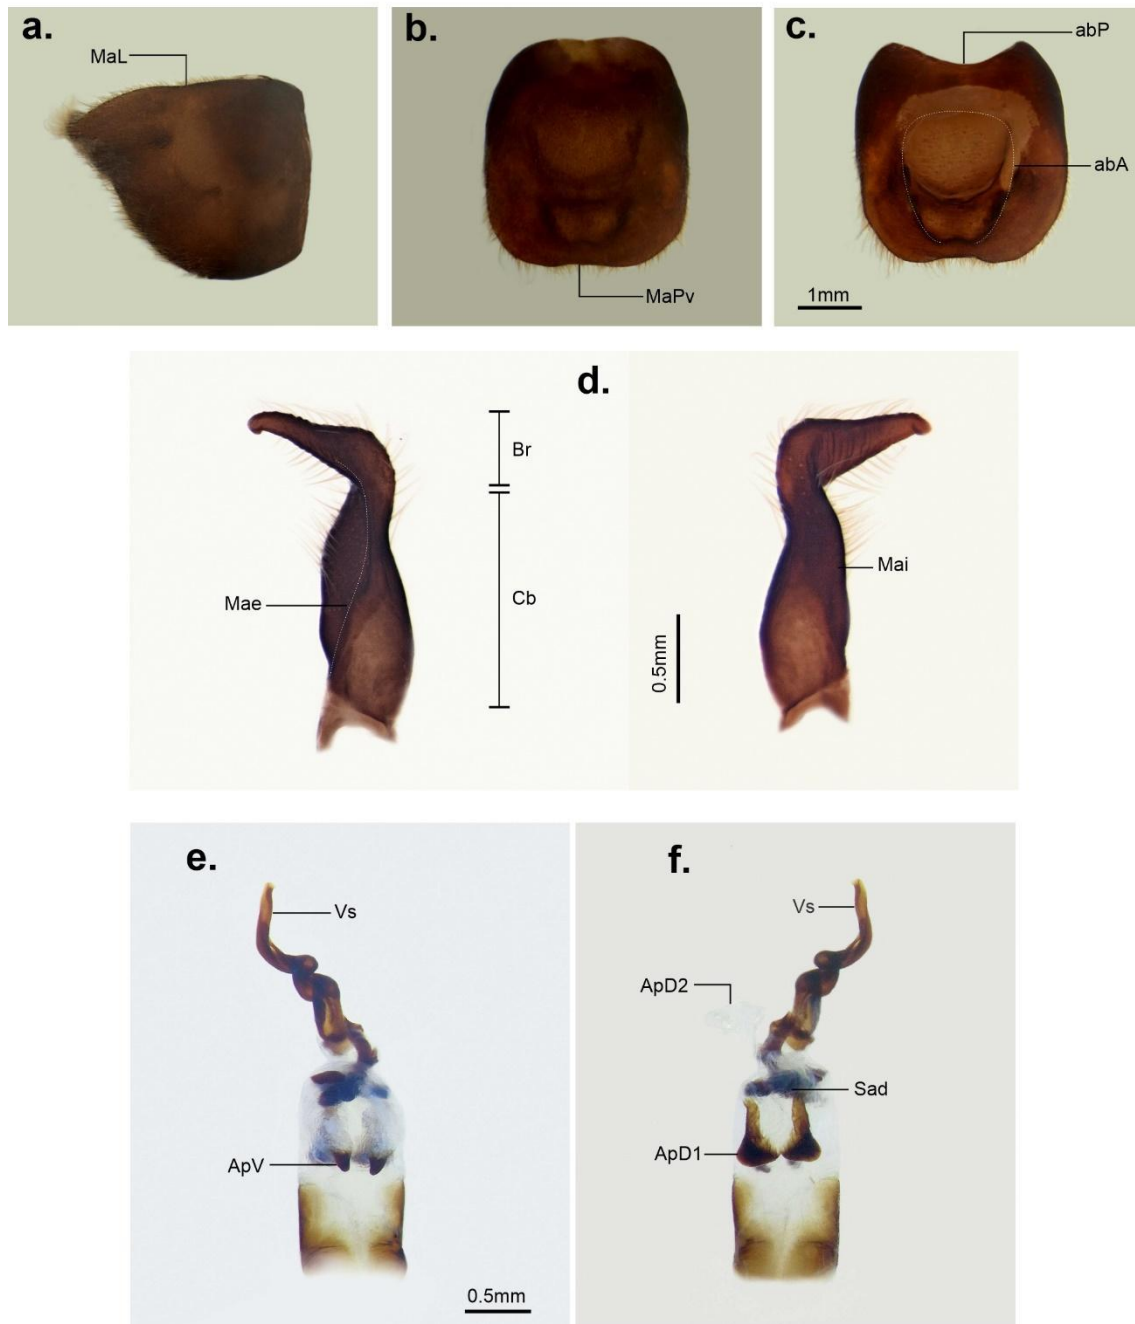 a.
MaL
b.
MaPv
c.
abP
abA
1mm
d.
Br
Cb
Mae
Mai
0.5mm
e.
Vs
ApV
0.5mm
f.
Vs
ApD2
Sad
ApD1